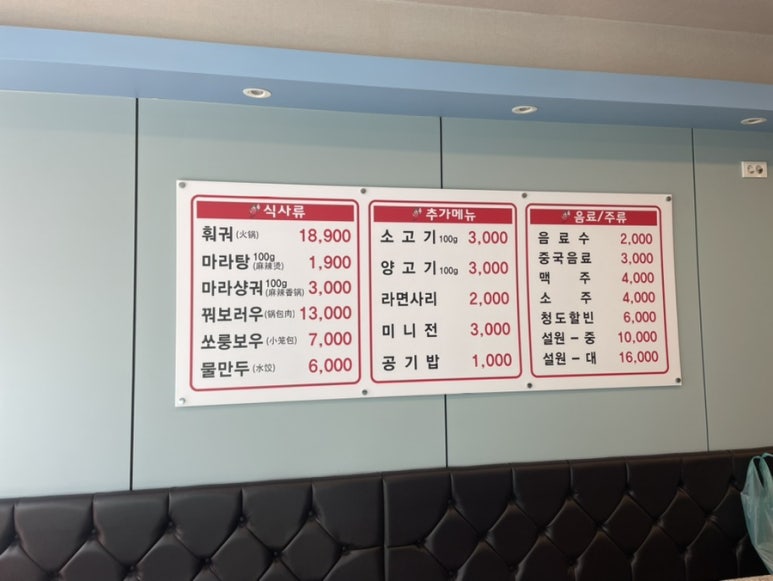 식사류
훠궈 (火锅) 18,900
마라탕 100g (麻辣烫) 1,900
마라샹궈 100g (麻辣香锅) 3,000
꿔보러우 (锅包肉) 13,000
쏘룽보우 (小笼包) 7,000
물만두 (水饺) 6,000
추가메뉴
소고기 100g 3,000
양고기 100g 3,000
라면사리 2,000
미니전 3,000
공기밥 1,000
음료/주류
음료수 2,000
중국음료 3,000
맥주 4,000
소주 4,000
청도할빈 6,000
설원 - 중 10,000
설원 - 대 16,000